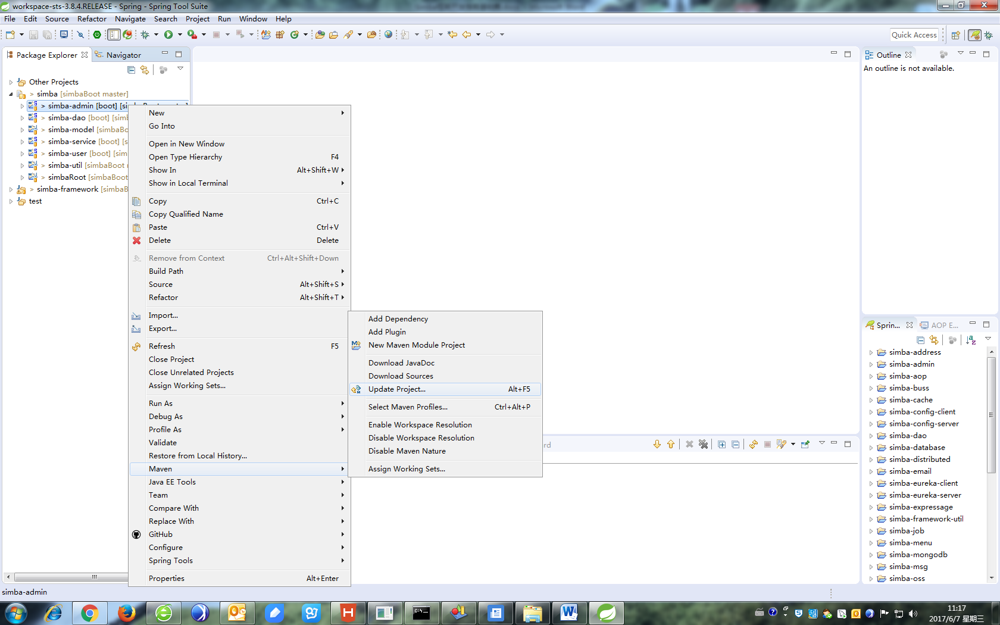 workspace-sts-3.8.4.RELEASE - Spring - Spring Tool Suite
File Edit Source Refactor Navigate Search Project Run Window Help
Quick Access
Package Explorer
Navigator
Other Projects
> simba [simbaBoot master]
> simba-admin [boot]
> simba-dao [boot] [simb
> simba-model [simbaBo
> simba-service [boot] [s
> simba-user [boot] [sim
> simba-util [simbaBoot
> simbaRoot [simbaBoot
> simba-framework [simbaB
test
New
Go Into
Open in New Window
Open Type Hierarchy F4
Show In Alt+Shift+W
Show in Local Terminal
Copy Ctrl+C
Copy Qualified Name
Paste Ctrl+V
Delete Delete
Remove from Context Ctrl+Alt+Shift+Down
Build Path
Source Alt+Shift+S
Refactor Alt+Shift+T
Import...
Export...
Refresh F5
Close Project
Close Unrelated Projects
Assign Working Sets...
Run As
Debug As
Profile As
Validate
Restore from Local History...
Maven
Java EE Tools
Team
Compare With
Replace With
GitHub
Configure
Spring Tools
Properties Alt+Enter
Add Dependency
Add Plugin
New Maven Module Project
Download JavaDoc
Download Sources
Update Project... Alt+F5
Select Maven Profiles... Ctrl+Alt+P
Enable Workspace Resolution
Disable Workspace Resolution
Disable Maven Nature
Assign Working Sets...
rd
Outline
An outline is not available.
Sprin...
AOP E...
simba-address
simba-admin
simba-aop
simba-buss
simba-cache
simba-config-client
simba-config-server
simba-dao
simba-database
simba-distributed
simba-email
simba-eureka-client
simba-eureka-server
simba-expressage
simba-framework-util
simba-job
simba-menu
simba-mongodb
simba-msg
simba-oss
simba-admin
11:17
2017/6/7 星期三